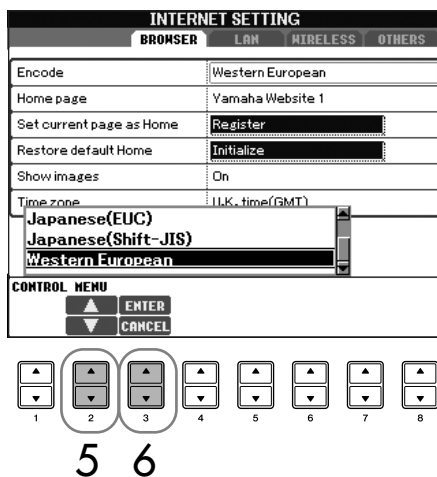 INTERNET SETTING
BROWSER LAN WIRELESS OTHERS
Encode Western European
Home page Yamaha Website 1
Set current page as Home Register
Restore default Home Initialize
Show images On
Time zone U.K. time(GMT)
Japanese(EUC)
Japanese(Shift-JIS)
Western European
CONTROL MENU
ENTER
CANCEL
1 2 3 4 5 6 7 8
5 6